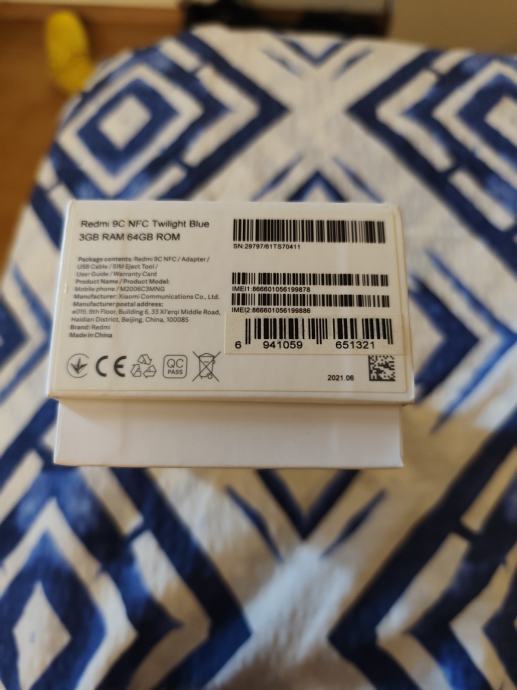 Redmi 9C NFC Twilight Blue
3GB RAM 64GB ROM
Package contents: Redmi 9C NFC / Adapter /
USB Cable / SIM Eject Tool /
User Guide / Warranty Card
Product Name / Product Model:
Mobile phone / M2006C3MNG
Manufacturer: Xiaomi Communications Co., Ltd.
Manufacturer postal address:
#019, 9th Floor, Building 6, 33 Xi'erqi Middle Road,
Haidian District, Beijing, China, 100085
Brand: Redmi
Made in China
CE
QC
PASS
SN:29797/61TS70411
IMEI1:866601056199878
IMEI2:866601056199886
6 941059 651321
2021.06